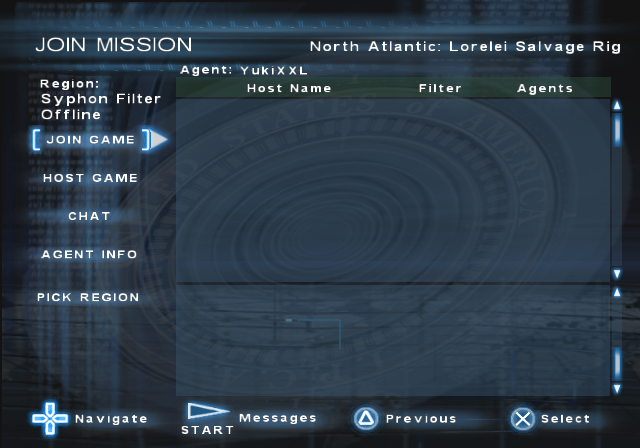 JOIN MISSION
North Atlantic: Lorelei Salvage Rig
Agent: YukiXXL
Region:
Syphon Filter
Offline
Host Name Filter Agents
JOIN GAME
HOST GAME
CHAT
AGENT INFO
PICK REGION
Navigate
START Messages
Previous
Select